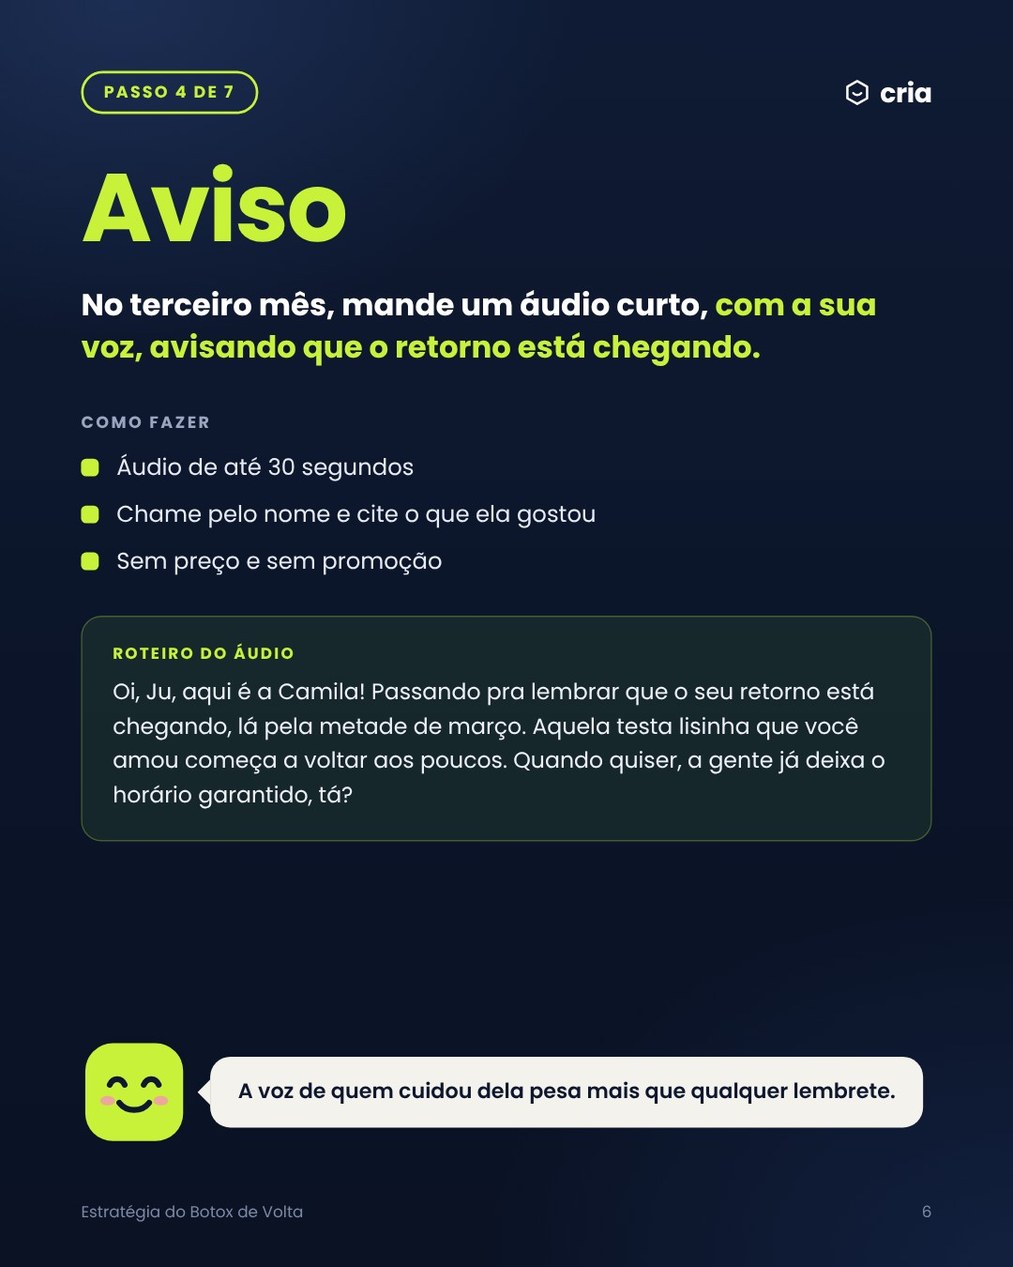 PASSO 4 DE 7
cria
Aviso
No terceiro mês, mande um áudio curto, com a sua
voz, avisando que o retorno está chegando.
COMO FAZER
Áudio de até 30 segundos
Chame pelo nome e cite o que ela gostou
Sem preço e sem promoção
ROTEIRO DO ÁUDIO
Oi, Ju, aqui é a Camila! Passando pra lembrar que o seu retorno está
chegando, lá pela metade de março. Aquela testa lisinha que você
amou começa a voltar aos poucos. Quando quiser, a gente já deixa o
horário garantido, tá?
A voz de quem cuidou dela pesa mais que qualquer lembrete.
Estratégia do Botox de Volta
6